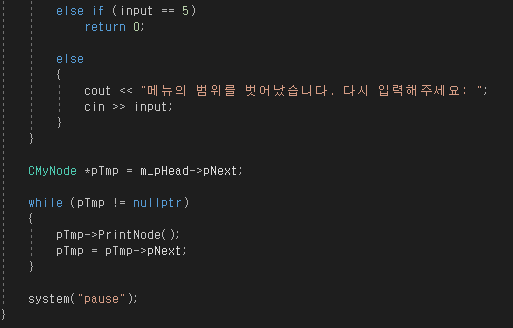 else if (input == 5)
return 0;
else
{
cout << "메뉴의 범위를 벗어났습니다. 다시 입력해주세요: ";
cin >> input;
}
}
CMyNode *pTmp = m_pHead->pNext;
while (pTmp != nullptr)
{
pTmp->PrintNode();
pTmp = pTmp->pNext;
}
system("pause");
}